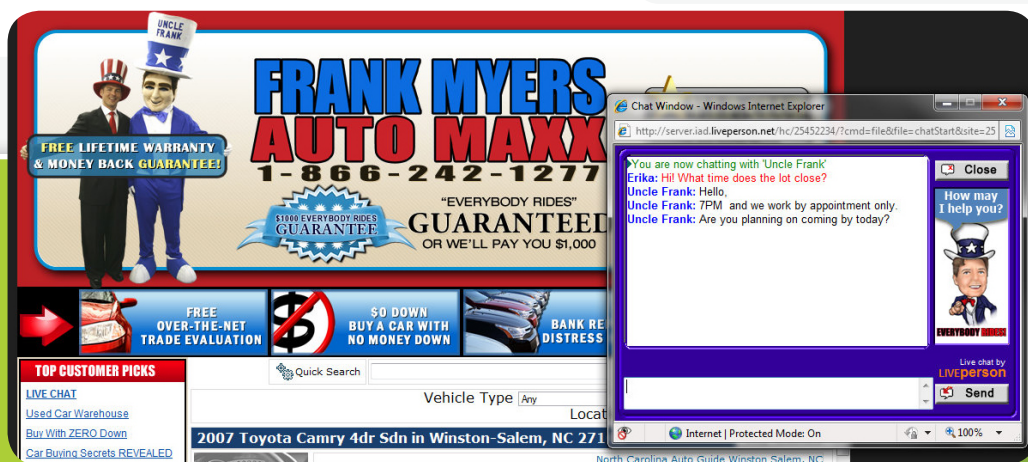 UNCLE
FRANK
FREE LIFETIME WARRANTY
& MONEY BACK GUARANTEE!
FRANK MYERS
AUTO MAXX
1-866-242-1277
$1000 EVERYBODY RIDES
GUARANTEE
"EVERYBODY RIDES"
GUARANTEED
OR WE'LL PAY YOU $1,000
FREE
OVER-THE-NET
TRADE EVALUATION
$0 DOWN
BUY A CAR WITH
NO MONEY DOWN
BANK RE
DISTRESS
TOP CUSTOMER PICKS
LIVE CHAT
Used Car Warehouse
Buy With ZERO Down
Car Buying Secrets REVEALED
Quick Search
Vehicle Type Any
Locat
2007 Toyota Camry 4dr Sdn in Winston-Salem, NC 271
North Carolina Auto Guide Winston Salem, NC
Chat Window - Windows Internet Explorer
http://server.iad.liveperson.net/hc/25452234/?cmd=file&file=chatStart&site=25
You are now chatting with 'Uncle Frank'
Erika: Hi! What time does the lot close?
Uncle Frank: Hello,
Uncle Frank: 7PM and we work by appointment only.
Uncle Frank: Are you planning on coming by today?
Close
How may
I help you?
EVERYBODY RIDES!
Live chat by
LIVEperson
Send
Internet | Protected Mode: On
100%